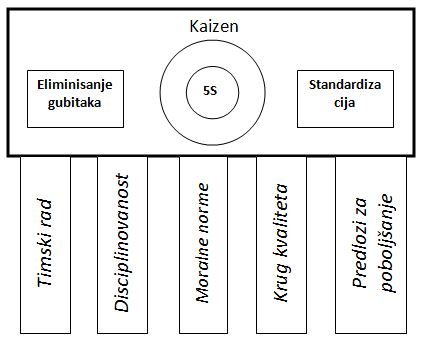 Kaizen
Eliminisanje
gubitaka
5S
Standardiza
cija
Timski rad
Disciplinovanost
Moralne norme
Krug kvaliteta
Predlozi za
poboljšanje